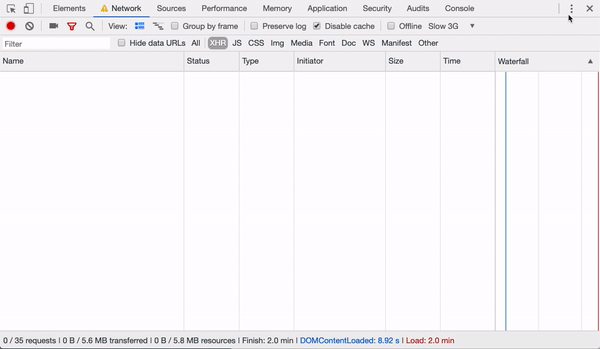 Elements Network Sources Performance Memory Application Security Audits Console
View: Group by frame Preserve log Disable cache Offline Slow 3G
Filter Hide data URLs All XHR JS CSS Img Media Font Doc WS Manifest Other
Name Status Type Initiator Size Time Waterfall
0 / 35 requests | 0 B / 5.6 MB transferred | 0 B / 5.8 MB resources | Finish: 2.0 min | DOMContentLoaded: 8.92 s | Load: 2.0 min